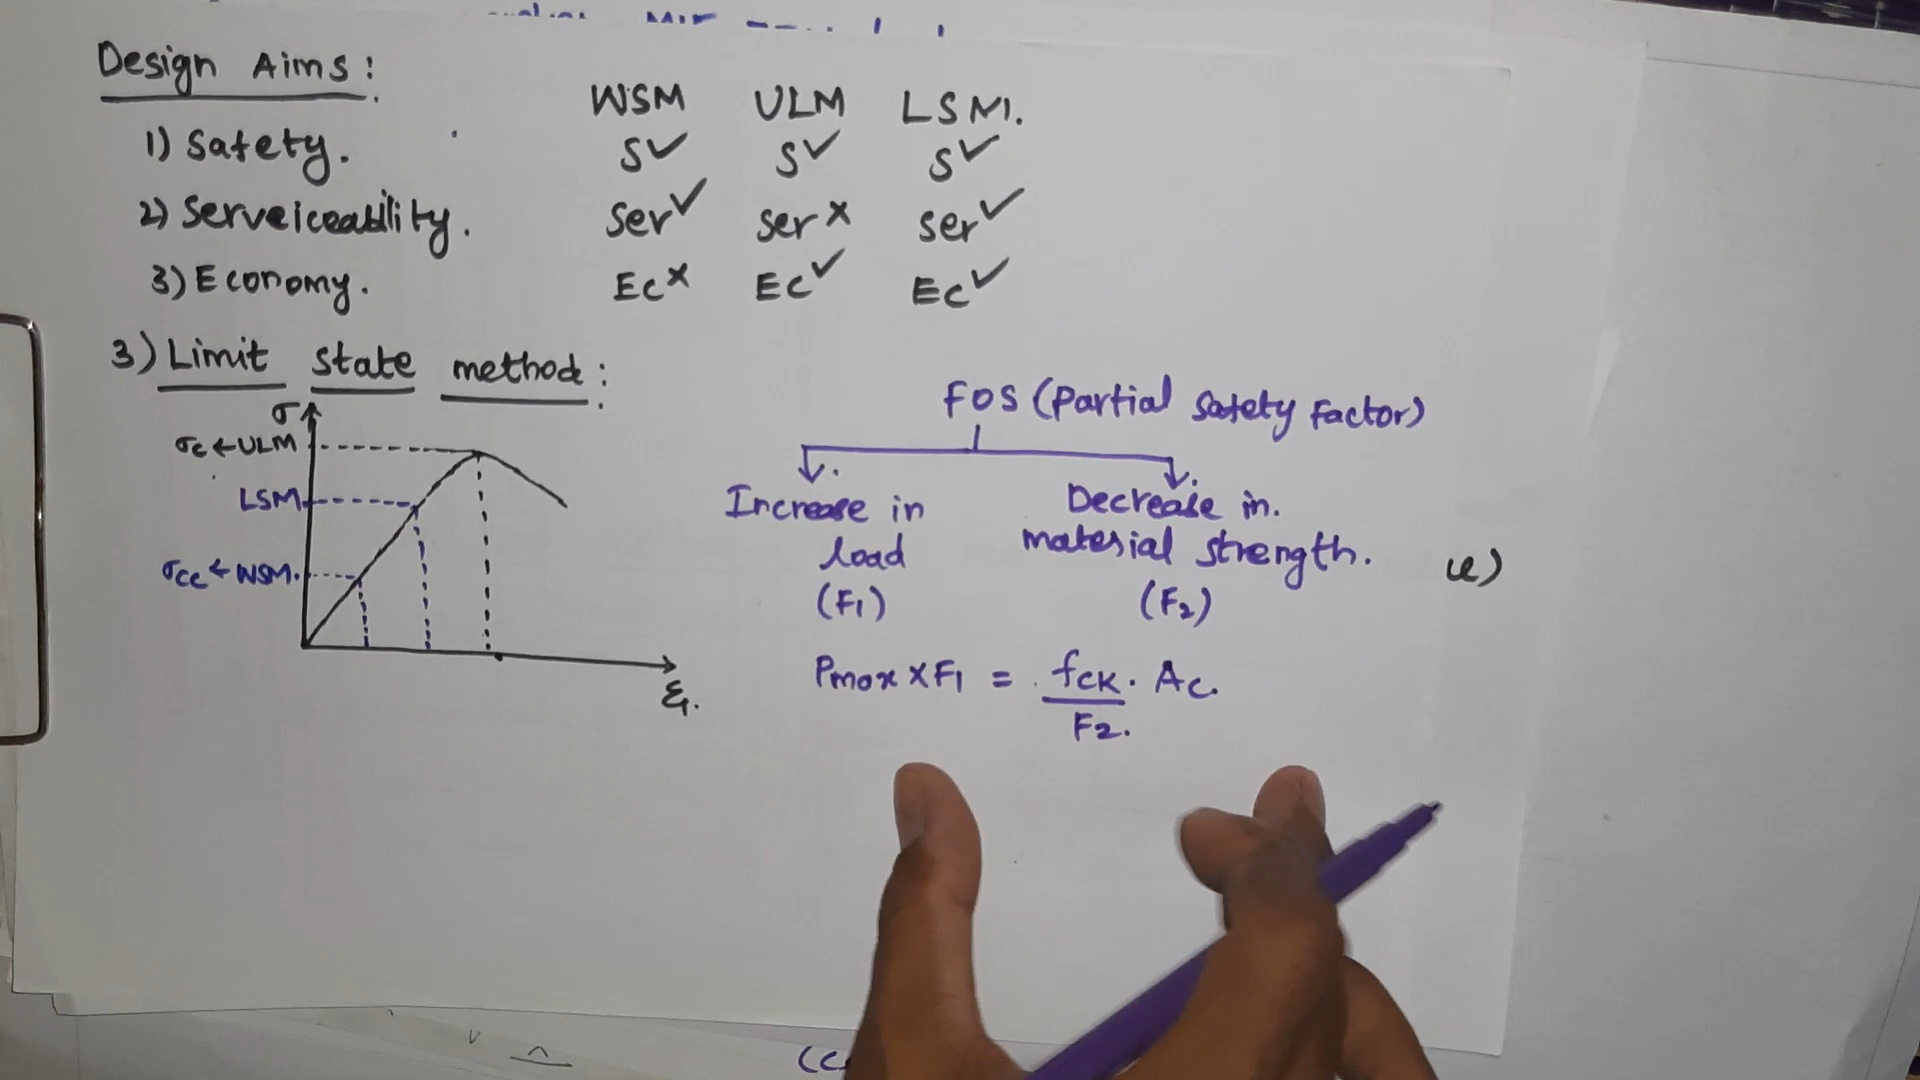 Design Aims:
1) Safety.
2) Serveiceability.
3) Economy.
WSM ULM LSM.
S✓ S✓ S✓
Ser✓ Ser× Ser✓
Ec× Ec✓ Ec✓
3) Limit state method:
σ
σc ← ULM
LSM
σcc ← WSM.
ε.
FOS (Partial Safety Factor)
Increase in
load
(F1)
Decrease in.
material strength.
(F2)
Pmax × F1 = fck . Ac.
F2.